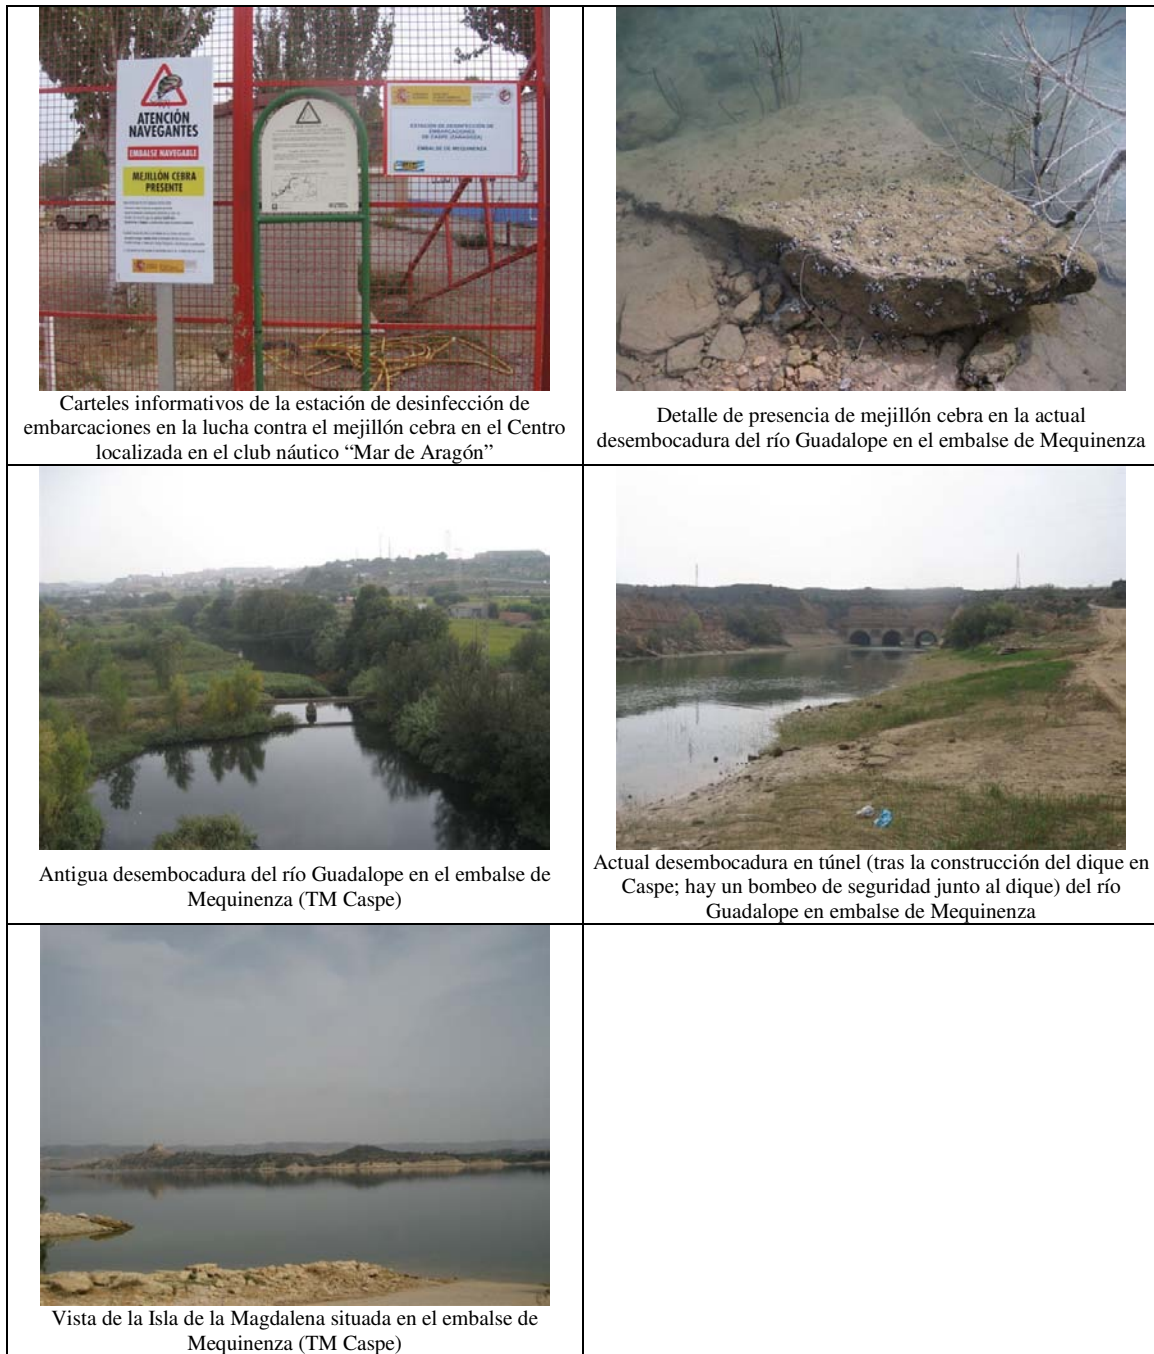 ATENCIÓN
NAVEGANTES
EMBALSE NAVEGABLE
MEJILLÓN CEBRA
PRESENTE
ESTACIÓN DE DESINFECCIÓN DE
EMBARCACIONES
DE CASPE (ZARAGOZA)
EMBALSE DE MEQUINENZA
Carteles informativos de la estación de desinfección de
embarcaciones en la lucha contra el mejillón cebra en el Centro
localizada en el club náutico “Mar de Aragón”
Detalle de presencia de mejillón cebra en la actual
desembocadura del río Guadalope en el embalse de Mequinenza
Antigua desembocadura del río Guadalope en el embalse de
Mequinenza (TM Caspe)
Actual desembocadura en túnel (tras la construcción del dique en
Caspe; hay un bombeo de seguridad junto al dique) del río
Guadalope en embalse de Mequinenza
Vista de la Isla de la Magdalena situada en el embalse de
Mequinenza (TM Caspe)